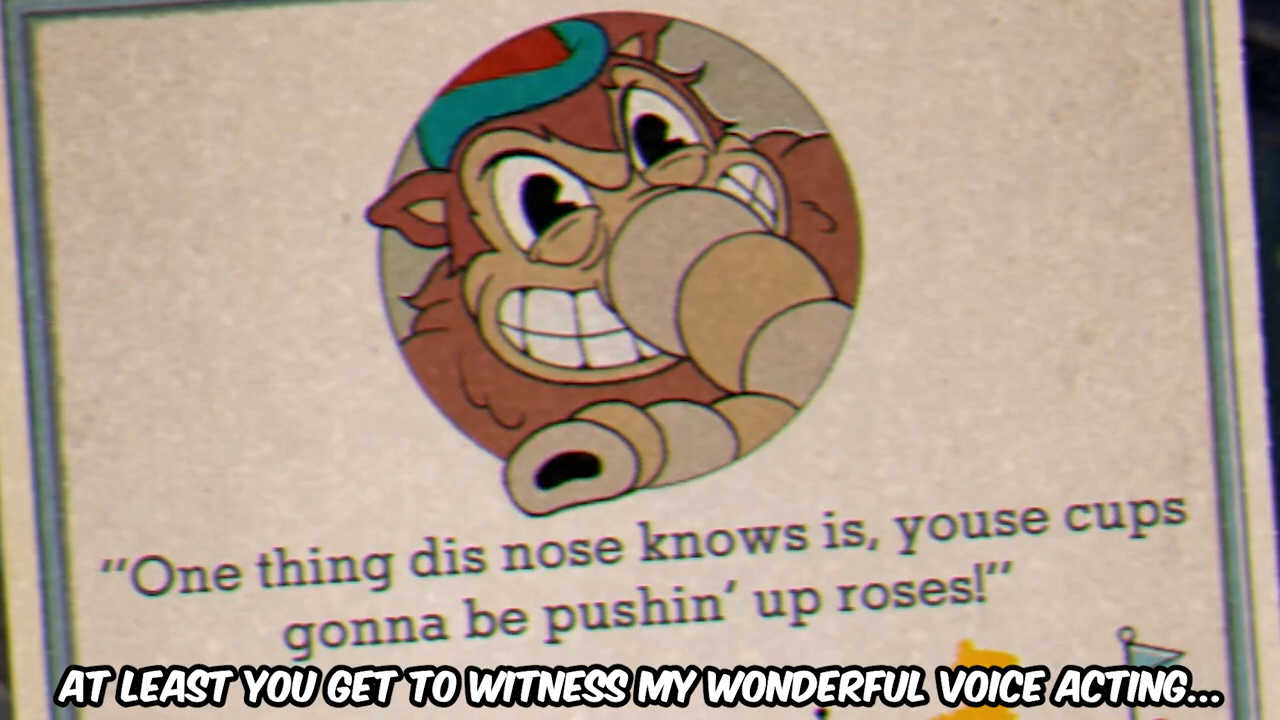 “One thing dis nose knows is, youse cups
gonna be pushin’ up roses!”
AT LEAST YOU GET TO WITNESS MY WONDERFUL VOICE ACTING...